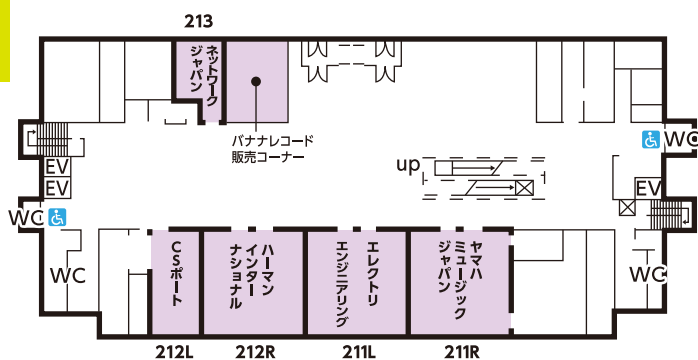 213
ネットワーク
ジャパン
バナナレコード
販売コーナー
up
EV
EV
WC
WC
EV
WC
WC
CSポート
ハーマン
インター
ナショナル
エレクトリ
エンジニアリング
ヤマハ
ミュージック
ジャパン
212L
212R
211L
211R